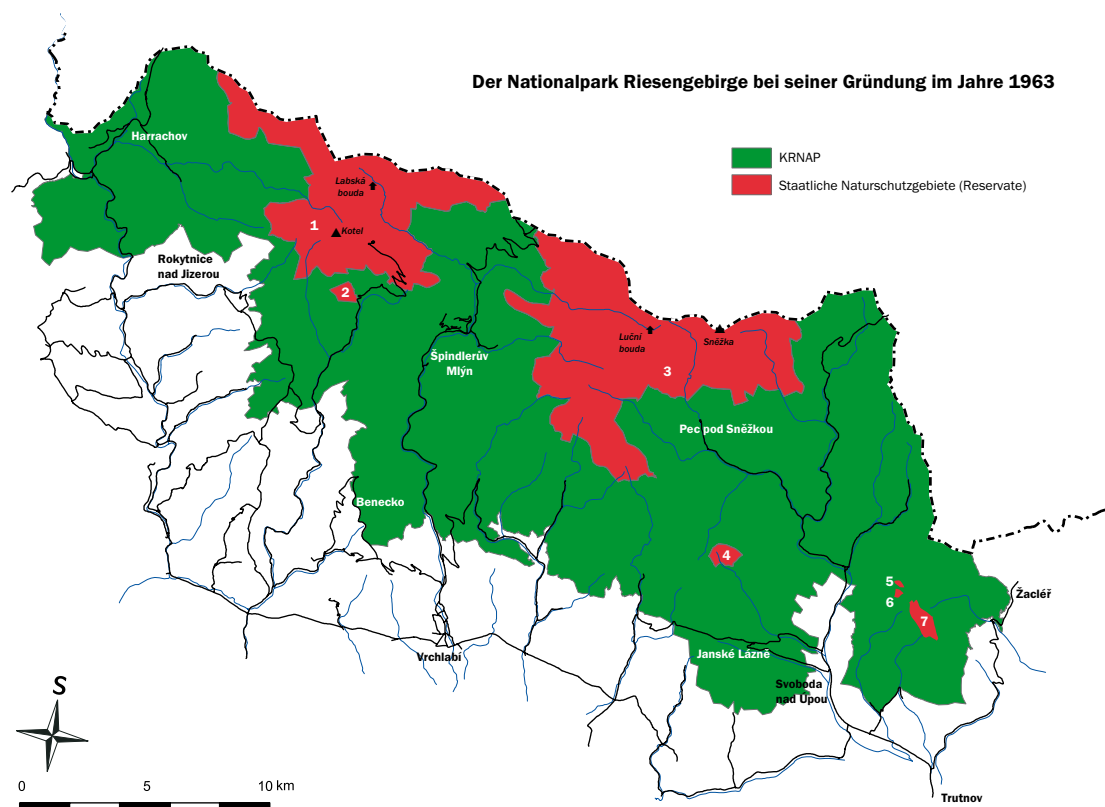 Der Nationalpark Riesengebirge bei seiner Gründung im Jahre 1963
KRNAP
Staatliche Naturschutzgebiete (Reservate)
Harrachov
Labská
bouda
1
Kotel
Rokytnice
nad Jizerou
2
Špindlerův
Mlýn
Luční
bouda
Sněžka
3
Pec pod Sněžkou
Benecko
4
5
6
7
Žacléř
Vrchlabí
Janské Lázně
Svoboda
nad Úpou
Trutnov
S
0 5 10 km